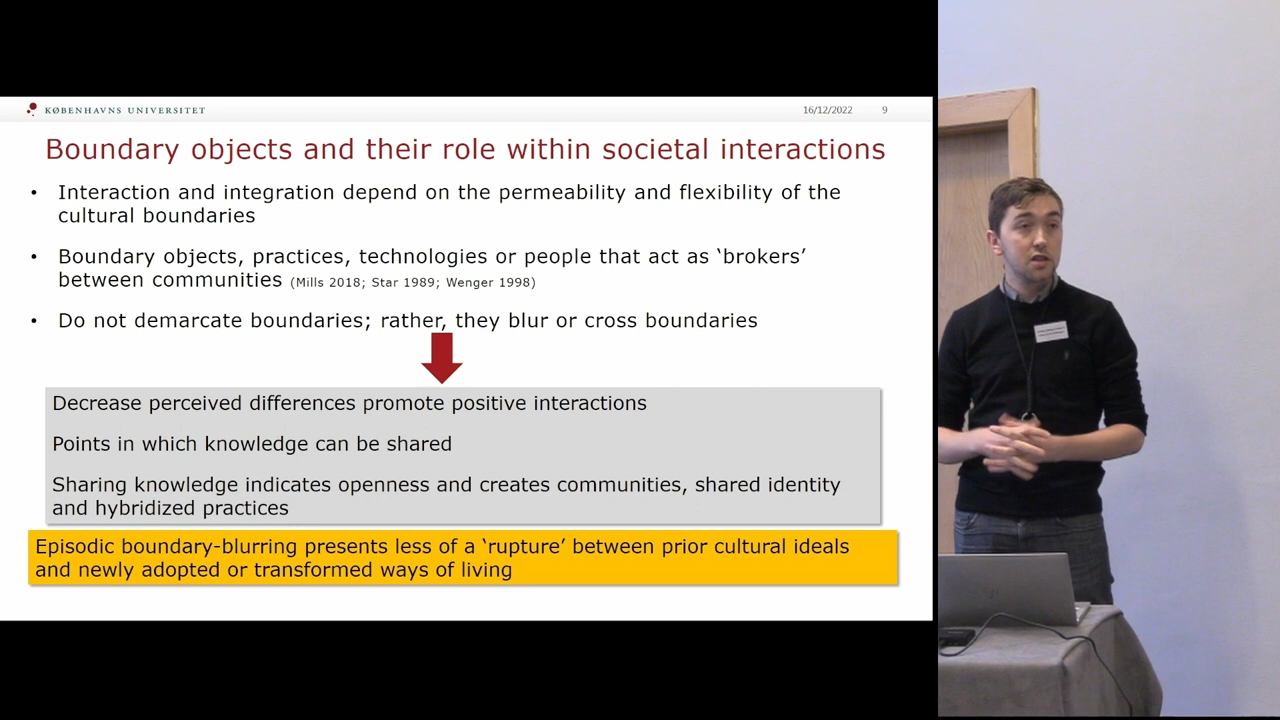 KØBENHAVNS UNIVERSITET
16/12/2022
9
Boundary objects and their role within societal interactions
• Interaction and integration depend on the permeability and flexibility of the
cultural boundaries
• Boundary objects, practices, technologies or people that act as ‘brokers’
between communities (Mills 2018; Star 1989; Wenger 1998)
• Do not demarcate boundaries; rather, they blur or cross boundaries
Decrease perceived differences promote positive interactions
Points in which knowledge can be shared
Sharing knowledge indicates openness and creates communities, shared identity
and hybridized practices
Episodic boundary-blurring presents less of a ‘rupture’ between prior cultural ideals
and newly adopted or transformed ways of living